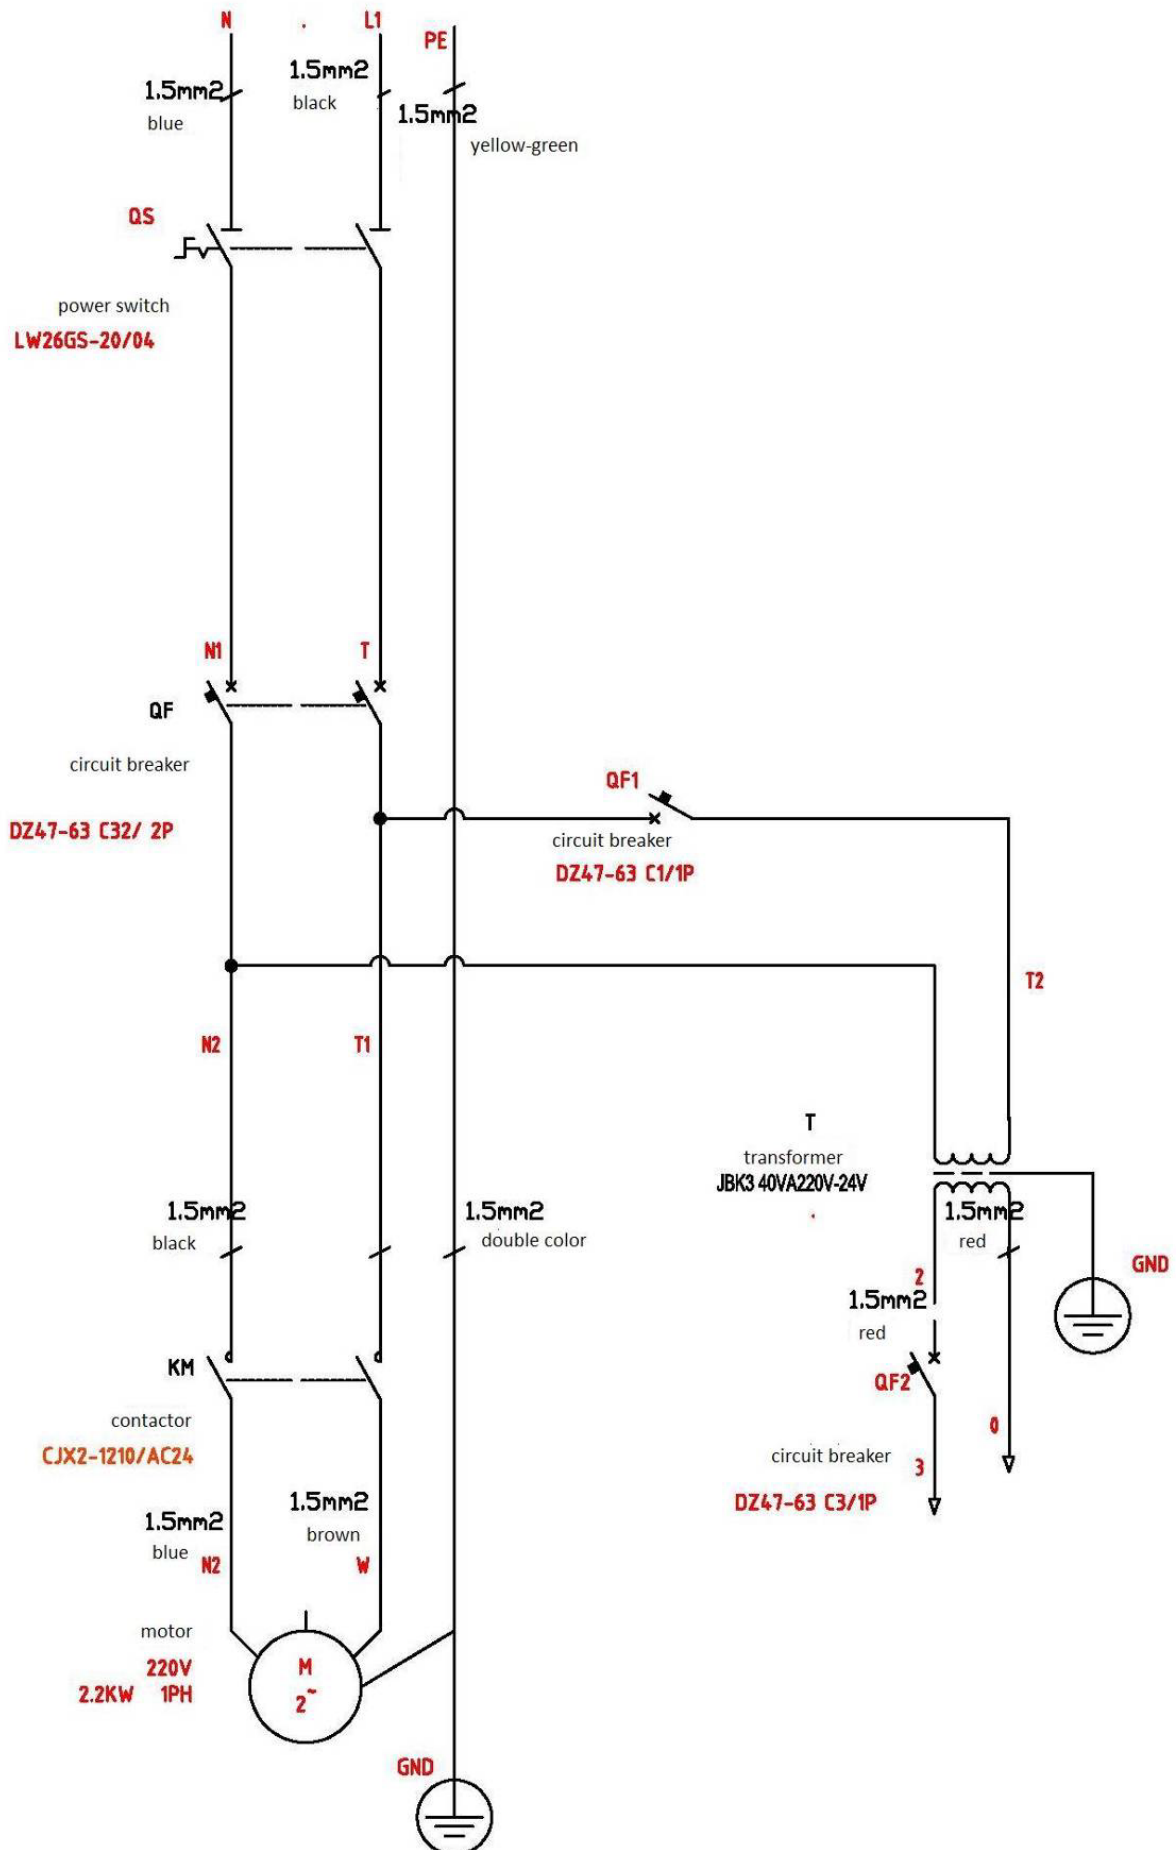 N
L1
PE
1.5mm2
1.5mm2
black
1.5mm2
blue
yellow-green
QS
power switch
LW26GS-20/04
N1
T
QF
circuit breaker
DZ47-63 C32/ 2P
QF1
circuit breaker
DZ47-63 C1/1P
T2
N2
T1
T
transformer
JBK3 40VA220V-24V
1.5mm2
black
1.5mm2
double color
1.5mm2
red
GND
2
1.5mm2
red
KM
QF2
contactor
CJX2-1210/AC24
0
circuit breaker
3
DZ47-63 C3/1P
1.5mm2
brown
1.5mm2
blue
N2
W
motor
220V
2.2KW 1PH
M
2~
GND